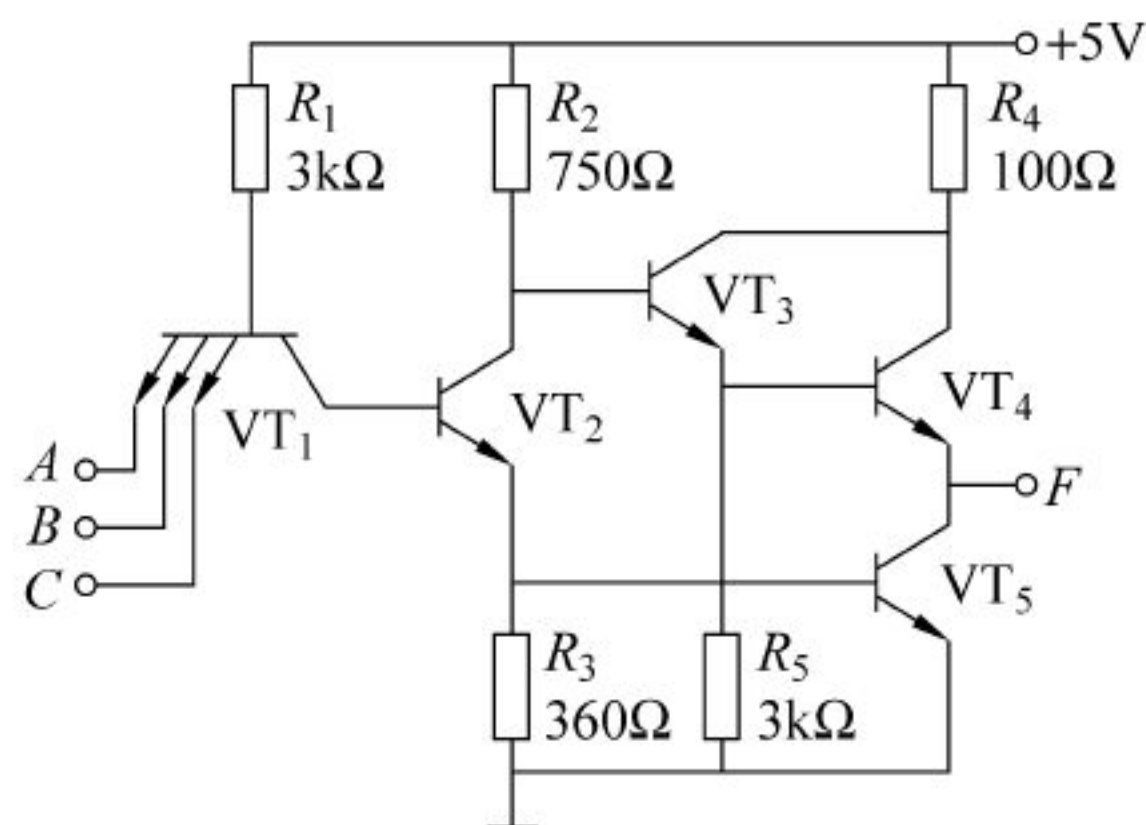 +5V
R₁
3kΩ
R₂
750Ω
R₄
100Ω
VT₃
VT₁
VT₂
VT₄
A
B
C
F
VT₅
R₃
360Ω
R₅
3kΩ